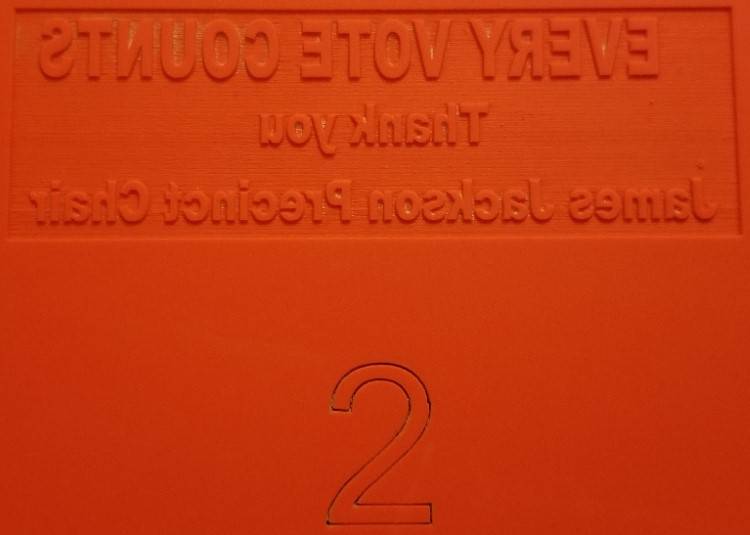 EVERY VOTE COUNTS
Thank you
James Jackson Precinct Chair
2